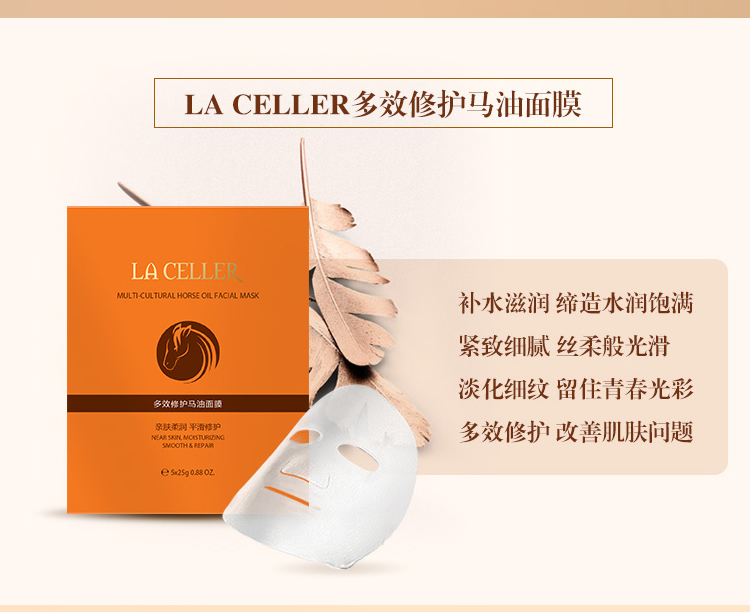 LA CELLER多效修护马油面膜
LA CELLER
MULTI-CULTURAL HORSE OIL FACIAL MASK
多效修护马油面膜
亲肤柔润 平滑修护
NEAR SKIN, MOISTURIZING
SMOOTH & REPAIR
℮ 5x25g 0.88 OZ.
补水滋润 缔造水润饱满
紧致细腻 丝柔般光滑
淡化细纹 留住青春光彩
多效修护 改善肌肤问题